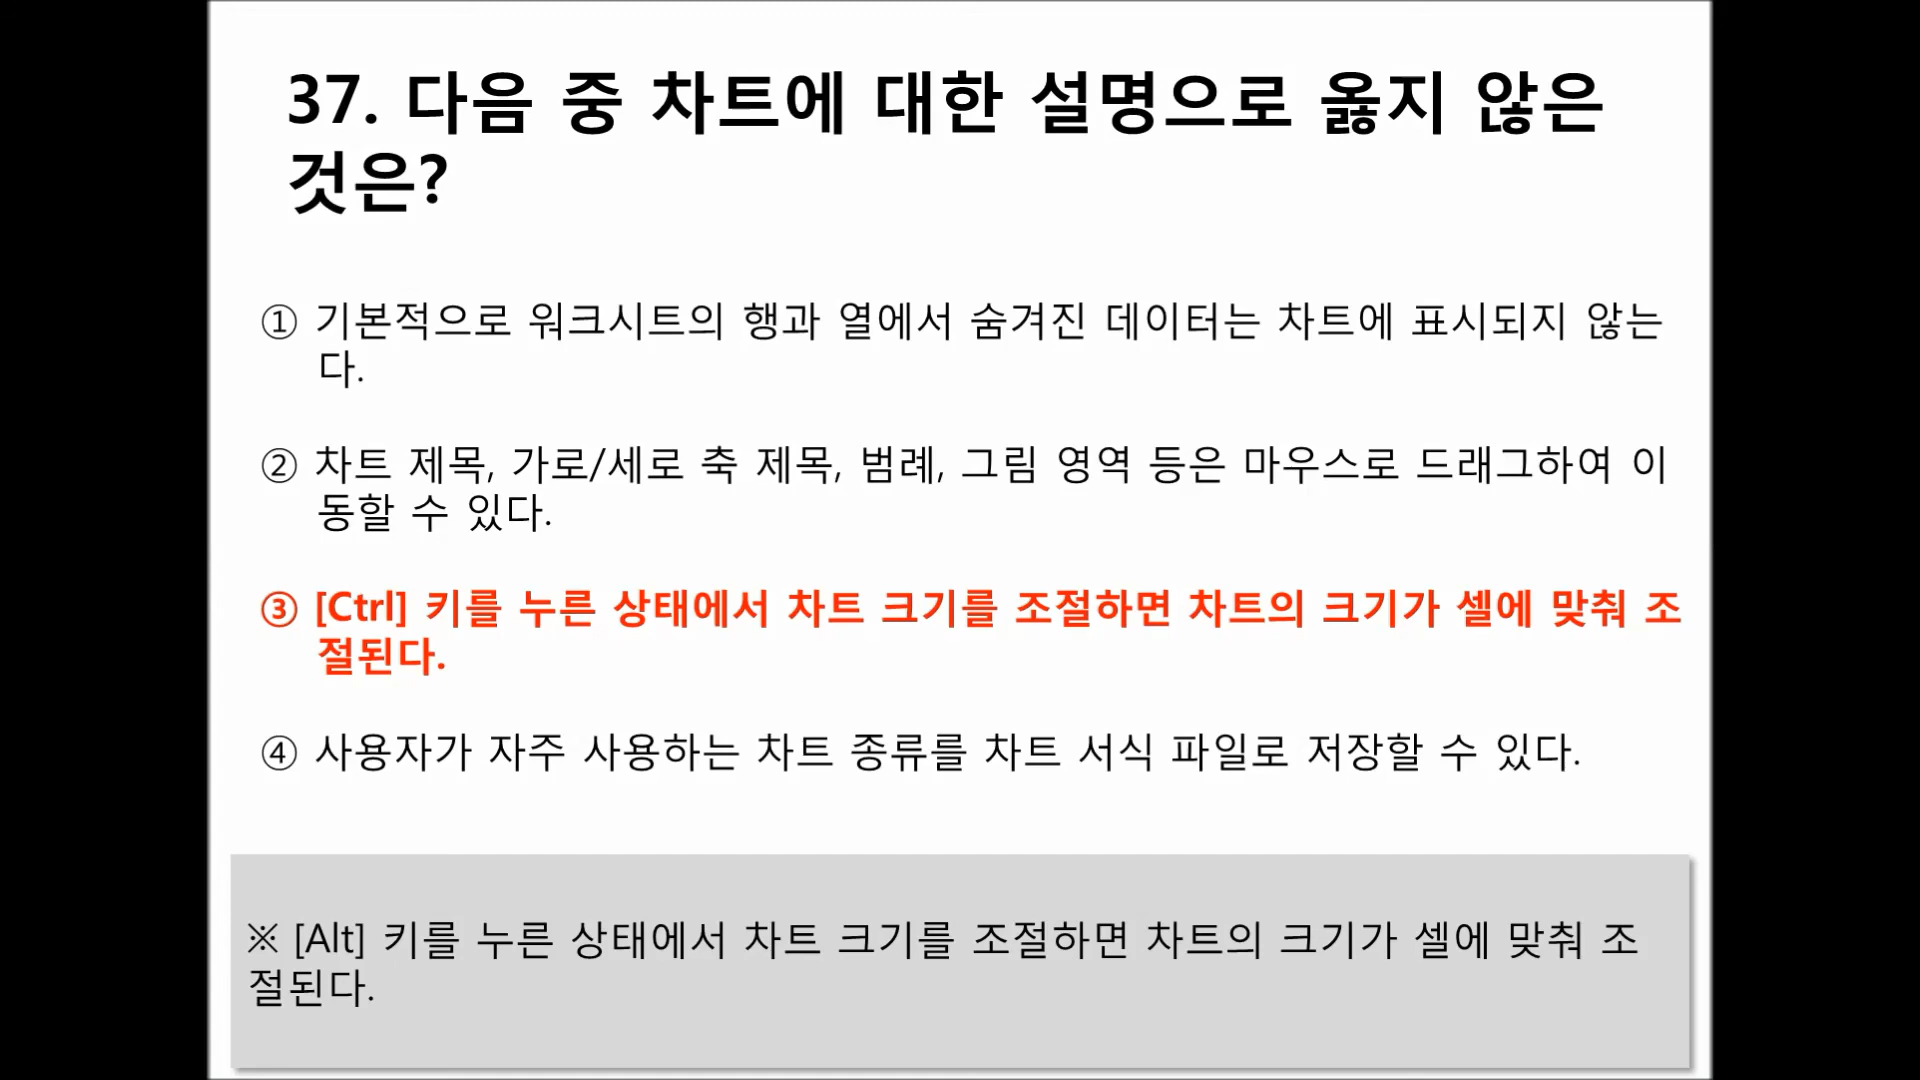 37. 다음 중 차트에 대한 설명으로 옳지 않은
것은?
① 기본적으로 워크시트의 행과 열에서 숨겨진 데이터는 차트에 표시되지 않는
다.
② 차트 제목, 가로/세로 축 제목, 범례, 그림 영역 등은 마우스로 드래그하여 이
동할 수 있다.
③ [Ctrl] 키를 누른 상태에서 차트 크기를 조절하면 차트의 크기가 셀에 맞춰 조
절된다.
④ 사용자가 자주 사용하는 차트 종류를 차트 서식 파일로 저장할 수 있다.
※ [Alt] 키를 누른 상태에서 차트 크기를 조절하면 차트의 크기가 셀에 맞춰 조
절된다.